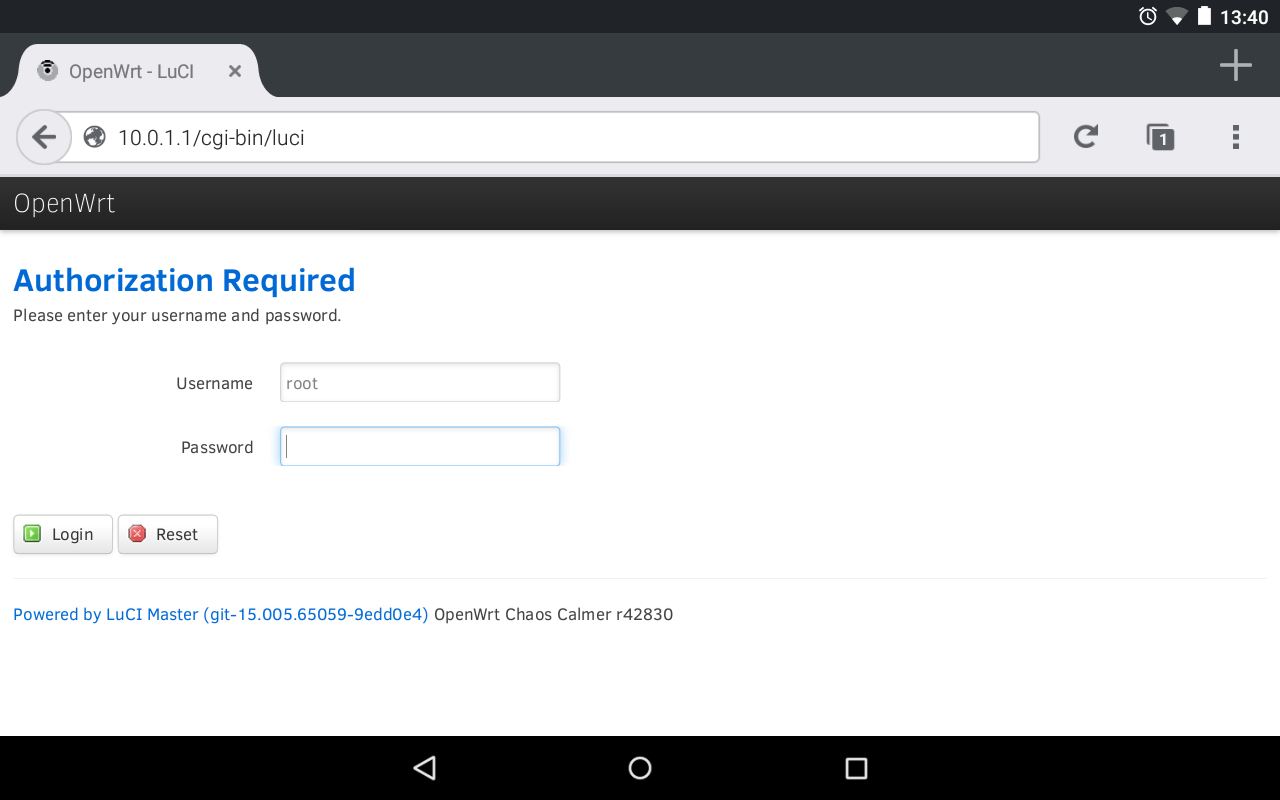 13:40
OpenWrt - LuCI
10.0.1.1/cgi-bin/luci
1
OpenWrt
Authorization Required
Please enter your username and password.
Username root
Password
Login Reset
Powered by LuCI Master (git-15.005.65059-9edd0e4) OpenWrt Chaos Calmer r42830